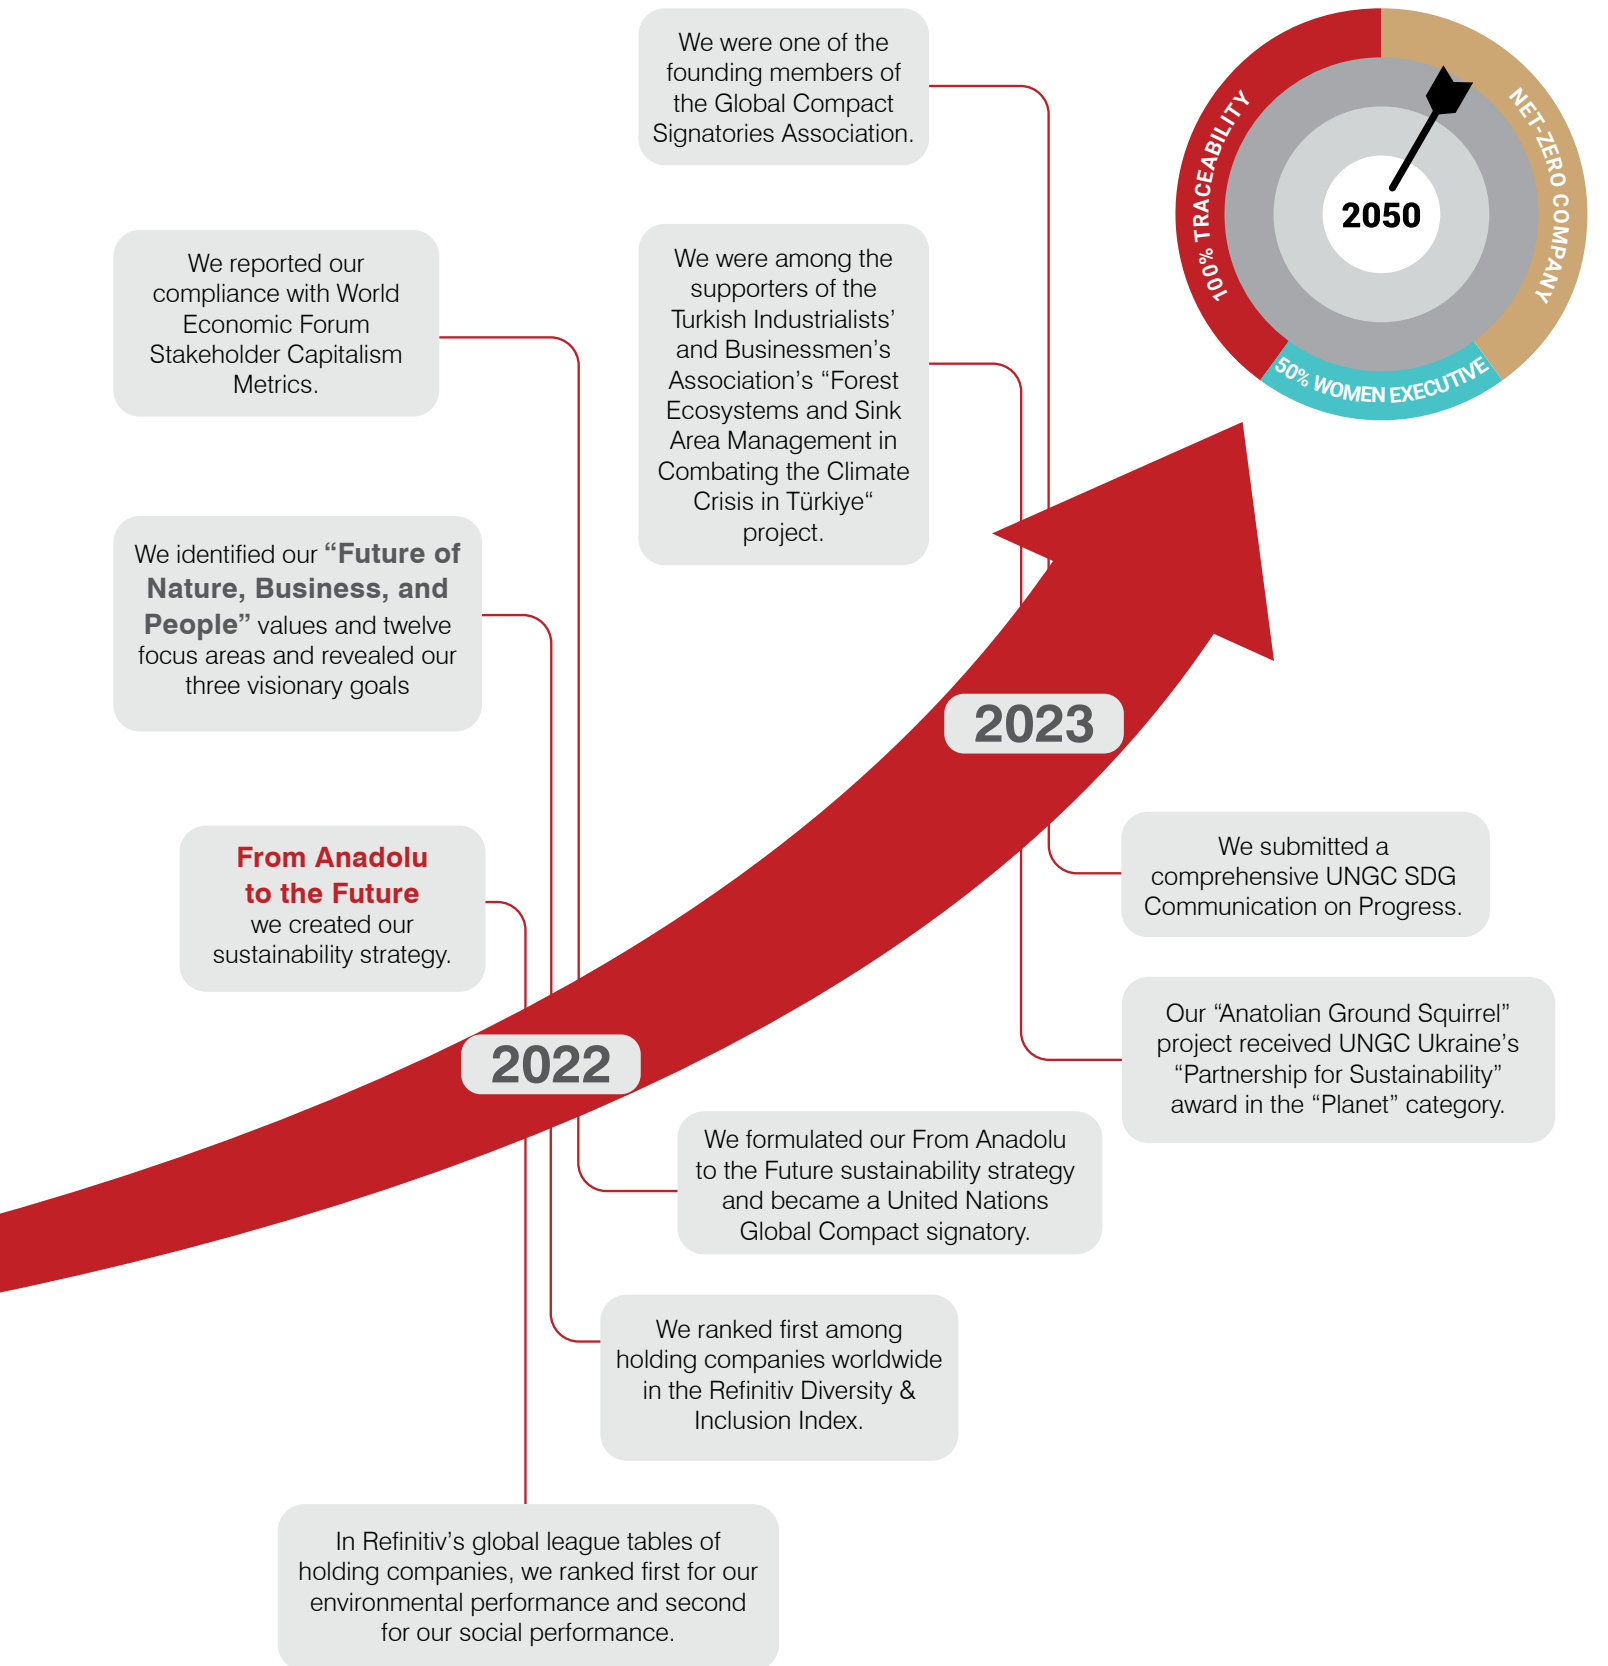 We were one of the
founding members of
the Global Compact
Signatories Association.
100% TRACEABILITY
NET-ZERO COMPANY
50% WOMEN EXECUTIVE
2050
We were among the
supporters of the
Turkish Industrialists’
and Businessmen’s
Association’s “Forest
Ecosystems and Sink
Area Management in
Combating the Climate
Crisis in Türkiye“
project.
We reported our
compliance with World
Economic Forum
Stakeholder Capitalism
Metrics.
We identified our “Future of
Nature, Business, and
People” values and twelve
focus areas and revealed our
three visionary goals
2023
From Anadolu
to the Future
we created our
sustainability strategy.
We submitted a
comprehensive UNGC SDG
Communication on Progress.
Our “Anatolian Ground Squirrel”
project received UNGC Ukraine’s
“Partnership for Sustainability”
award in the “Planet” category.
2022
We formulated our From Anadolu
to the Future sustainability strategy
and became a United Nations
Global Compact signatory.
We ranked first among
holding companies worldwide
in the Refinitiv Diversity &
Inclusion Index.
In Refinitiv’s global league tables of
holding companies, we ranked first for our
environmental performance and second
for our social performance.